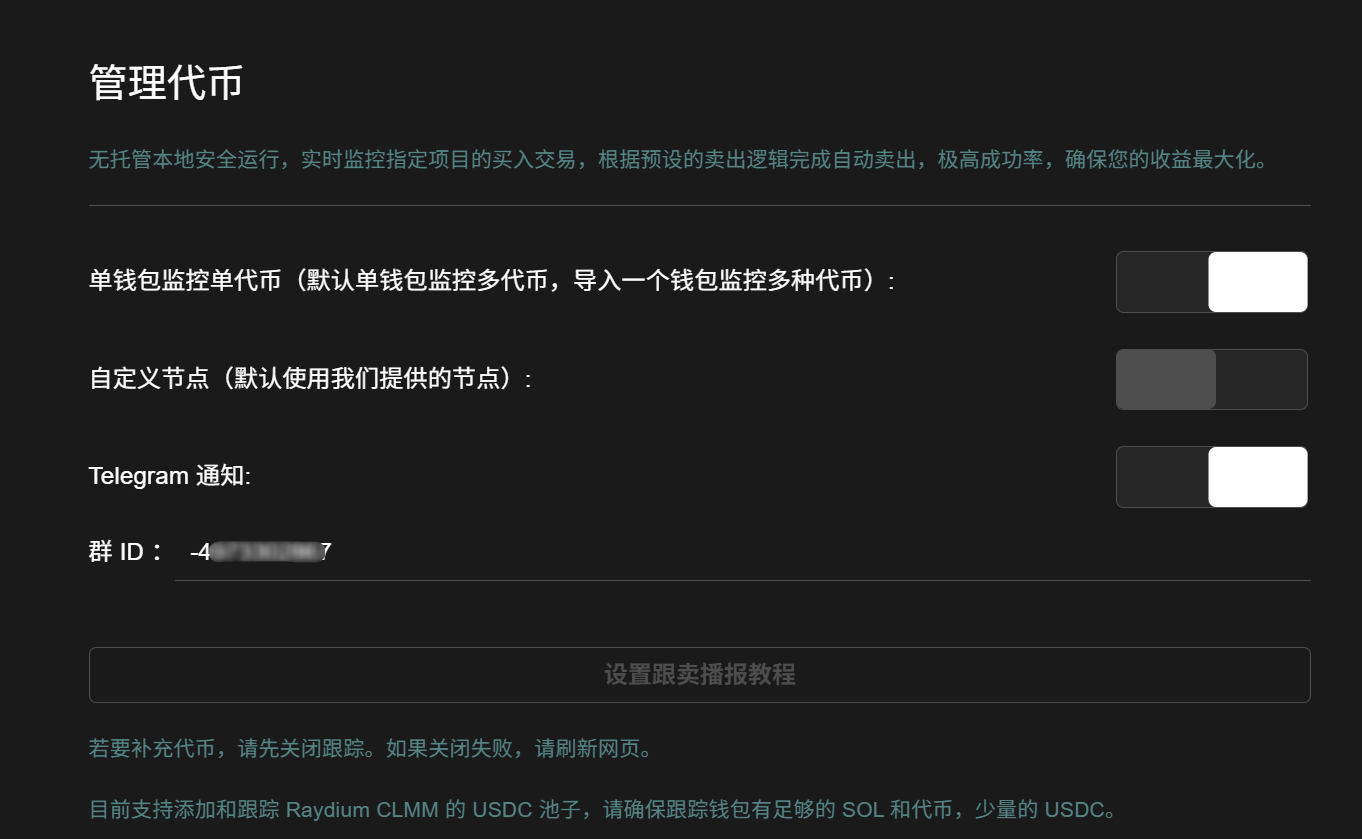 管理代币
无托管本地安全运行，实时监控指定项目的买入交易，根据预设的卖出逻辑完成自动卖出，极高成功率，确保您的收益最大化。
单钱包监控单代币（默认单钱包监控多代币，导入一个钱包监控多种代币）:
自定义节点（默认使用我们提供的节点）:
Telegram 通知:
群 ID：
设置跟卖播报教程
若要补充代币，请先关闭跟踪。如果关闭失败，请刷新网页。
目前支持添加和跟踪 Raydium CLMM 的 USDC 池子，请确保跟踪钱包有足够的 SOL 和代币，少量的 USDC。